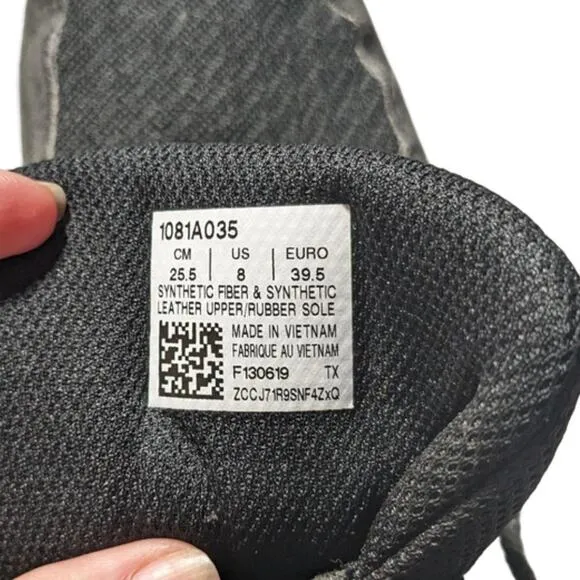 1081A035
CM | US | EURO
25.5 | 8 | 39.5
SYNTHETIC FIBER & SYNTHETIC
LEATHER UPPER/RUBBER SOLE
MADE IN VIETNAM
FABRIQUE AU VIETNAM
F130619 TX
ZCCJ71R9SNF4ZxQ